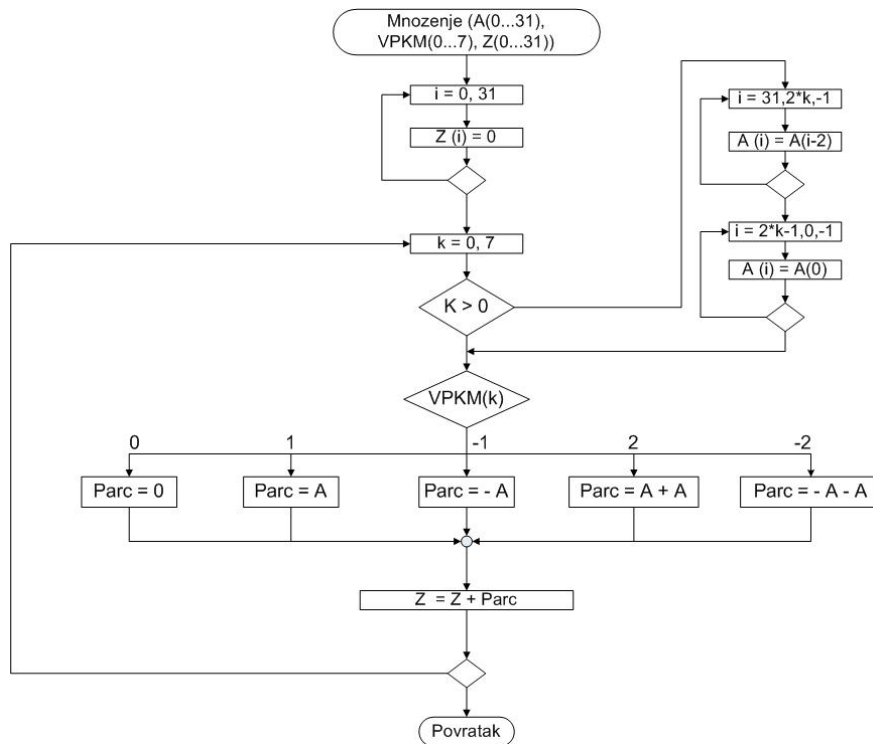 Mnozenje (A(0...31),
VPKM(0...7), Z(0...31))
i = 0, 31
Z (i) = 0
k = 0, 7
K > 0
i = 31,2*k,-1
A (i) = A(i-2)
i = 2*k-1,0,-1
A (i) = A(0)
VPKM(k)
0
1
-1
2
-2
Parc = 0
Parc = A
Parc = - A
Parc = A + A
Parc = - A - A
Z = Z + Parc
Povratak